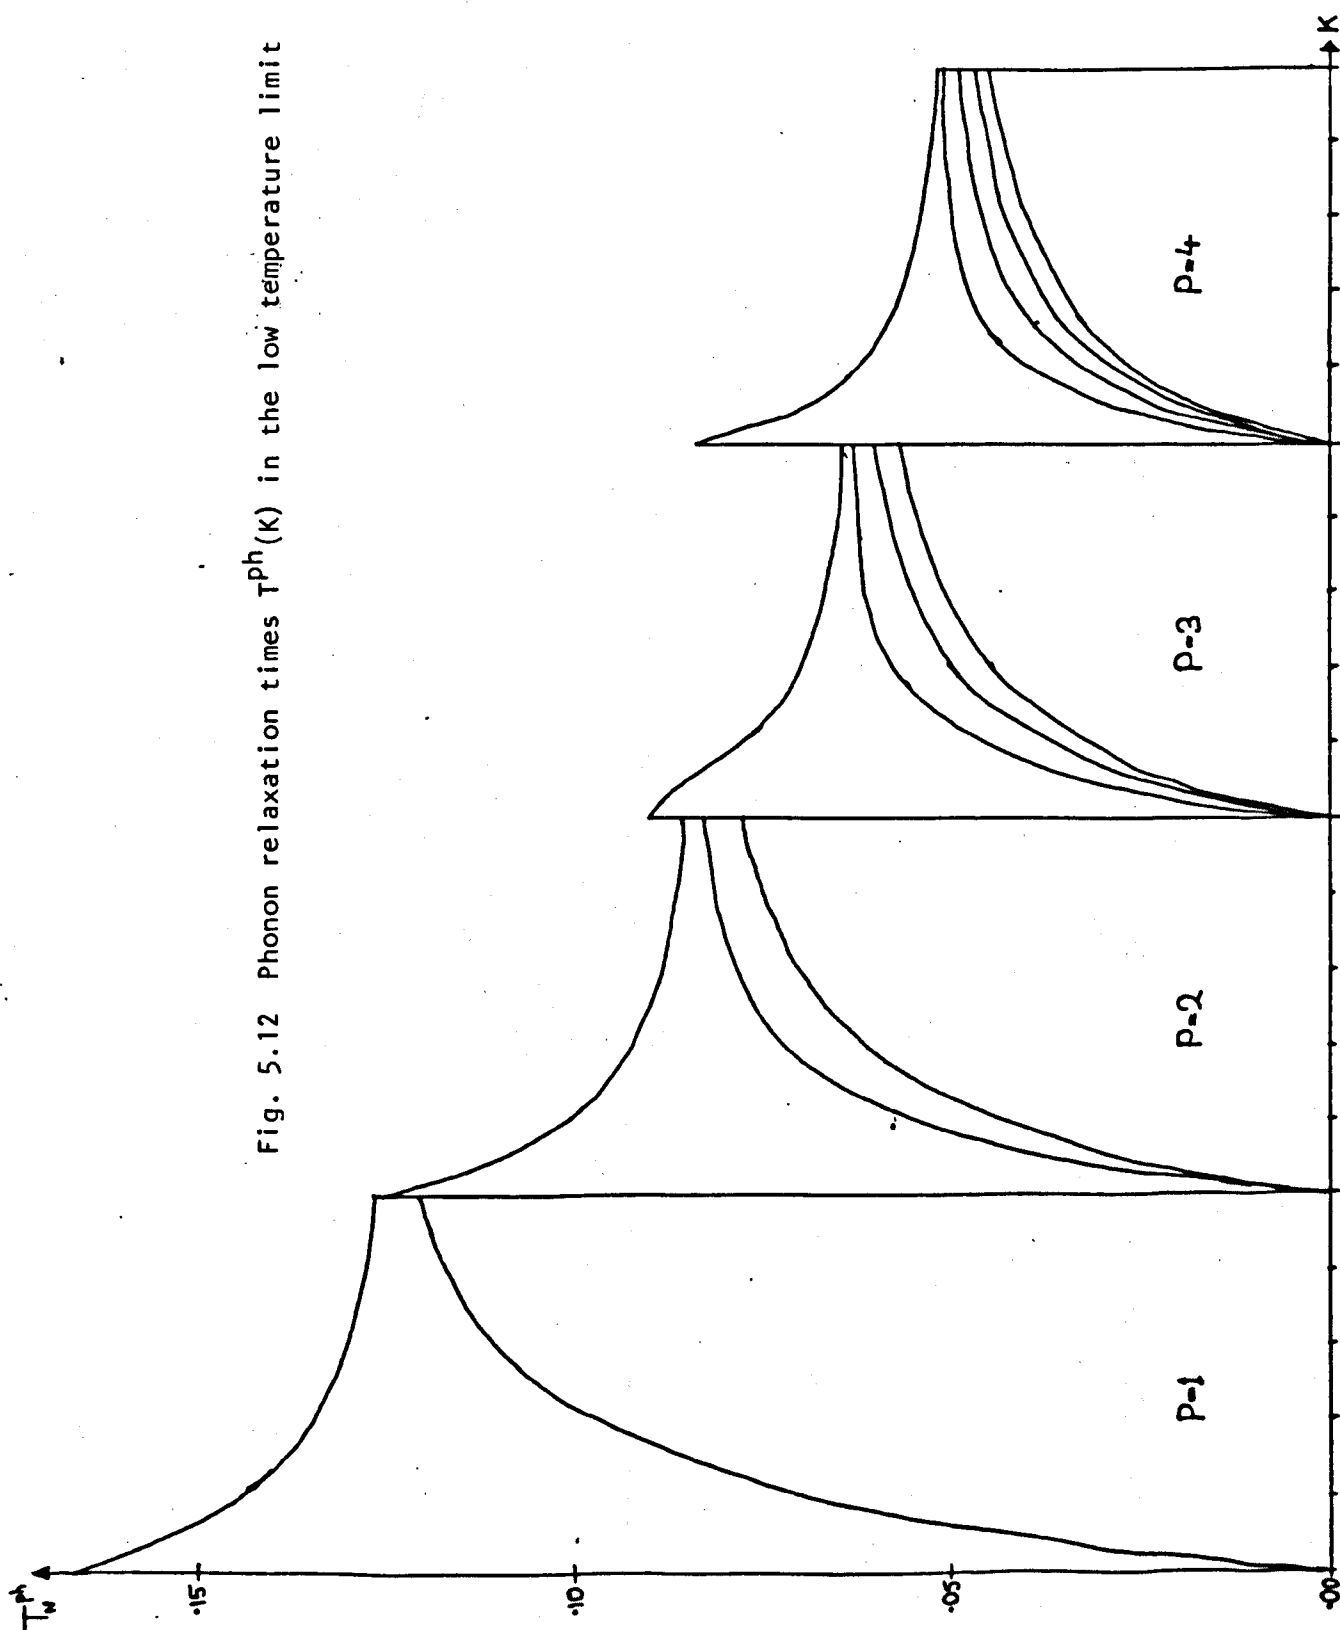 Fig. 5.12 Phonon relaxation times T^ph(K) in the low temperature limit
T_N^ph
.15
.10
.05
.00
P=1
P=2
P=3
P=4
K